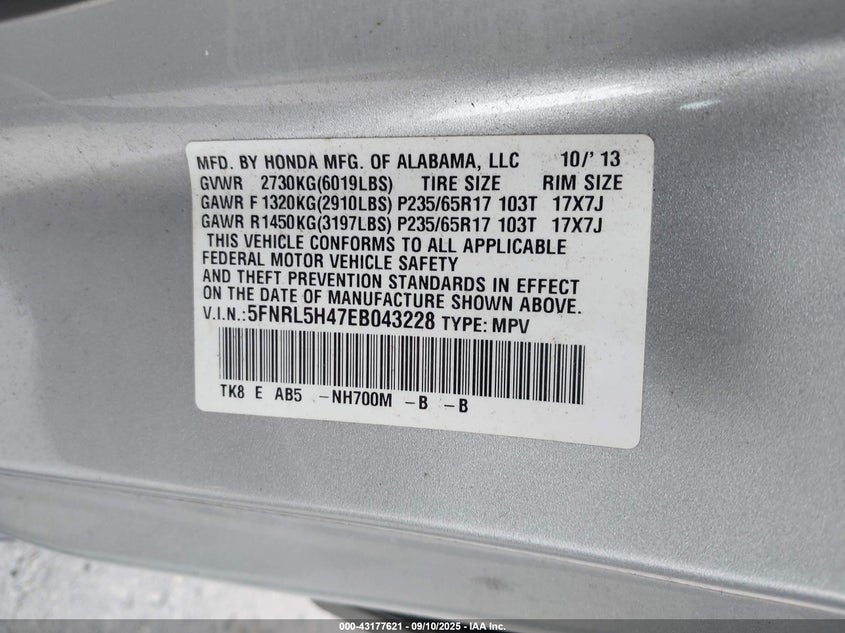 MFD. BY HONDA MFG. OF ALABAMA, LLC 10/'13
GVWR 2730KG(6019LBS) TIRE SIZE RIM SIZE
GAWR F 1320KG(2910LBS) P235/65R17 103T 17X7J
GAWR R1450KG(3197LBS) P235/65R17 103T 17X7J
THIS VEHICLE CONFORMS TO ALL APPLICABLE
FEDERAL MOTOR VEHICLE SAFETY
AND THEFT PREVENTION STANDARDS IN EFFECT
ON THE DATE OF MANUFACTURE SHOWN ABOVE.
V.I.N.:5FNRL5H47EB043228 TYPE: MPV
TK8 E AB5 -NH700M -B -B
000-43177621 | 09/10/2025 - IAA Inc.